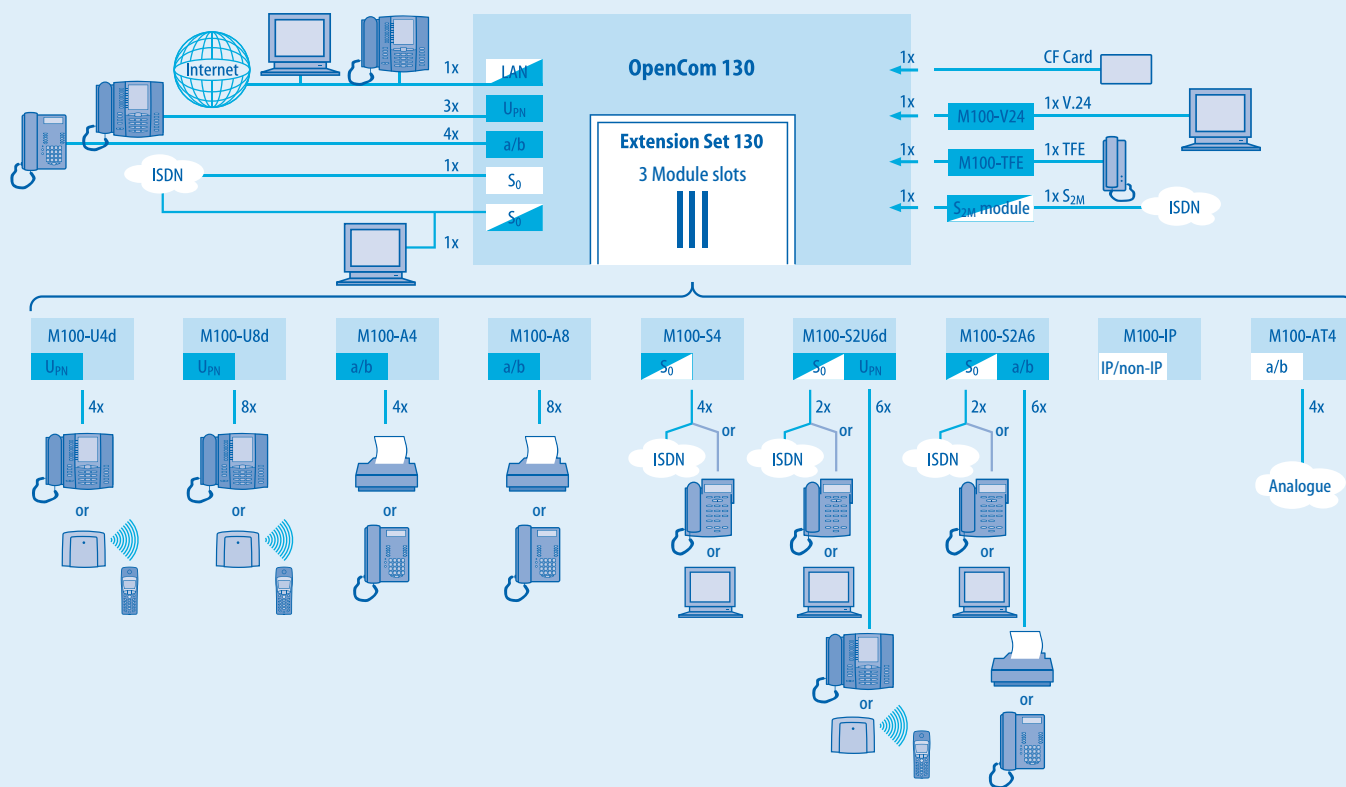 OpenCom 130
Internet
1x
LAN
3x
UPN
4x
a/b
1x
S0
ISDN
S0
1x
Extension Set 130
3 Module slots
1x
CF Card
1x
M100-V24
1x V.24
1x
M100-TFE
1x TFE
1x
S2M module
1x S2M
ISDN
M100-U4d
UPN
4x
or
M100-U8d
UPN
8x
or
M100-A4
a/b
4x
or
M100-A8
a/b
8x
or
M100-S4
S0
4x
or
ISDN
or
M100-S2U6d
S0
UPN
2x
6x
or
ISDN
or
or
M100-S2A6
S0
a/b
2x
6x
or
ISDN
or
or
M100-IP
IP/non-IP
M100-AT4
a/b
4x
Analogue